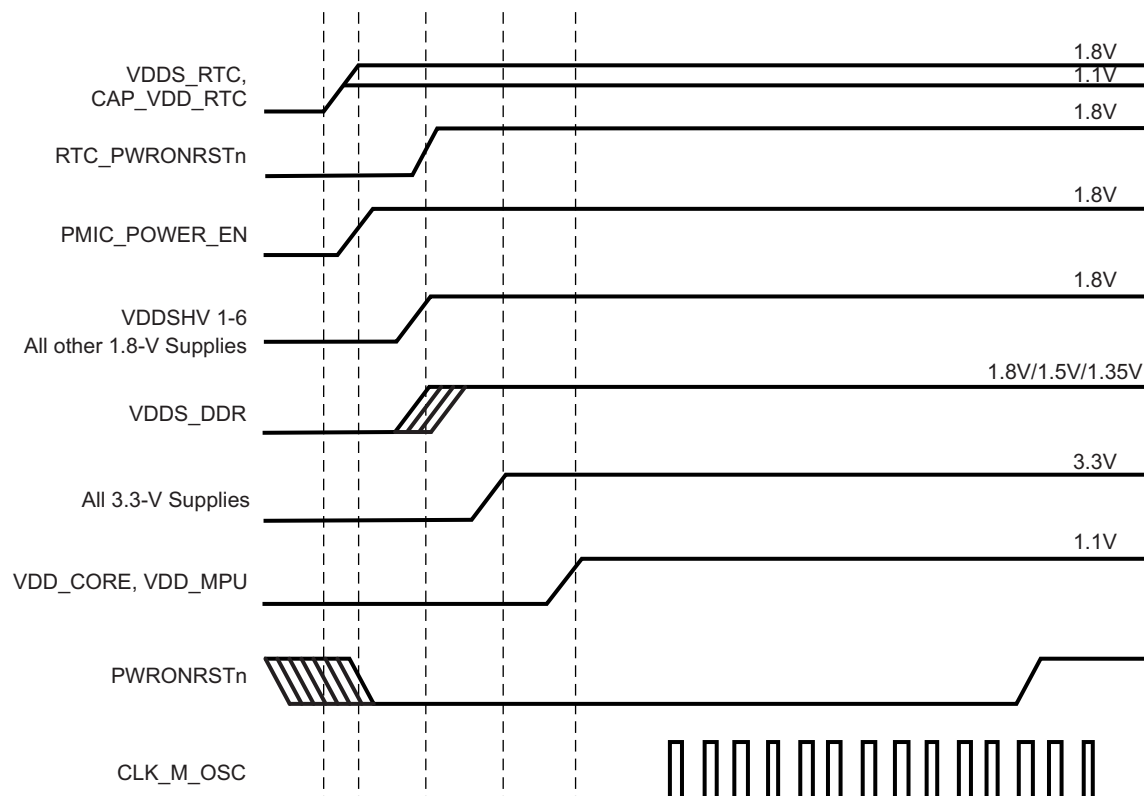 1.8V
VDDS_RTC,
1.1V
CAP_VDD_RTC
1.8V
RTC_PWRONRSTn
1.8V
PMIC_POWER_EN
1.8V
VDDSHV 1-6
All other 1.8-V Supplies
1.8V/1.5V/1.35V
VDDS_DDR
3.3V
All 3.3-V Supplies
1.1V
VDD_CORE, VDD_MPU
PWRONRSTn
CLK_M_OSC